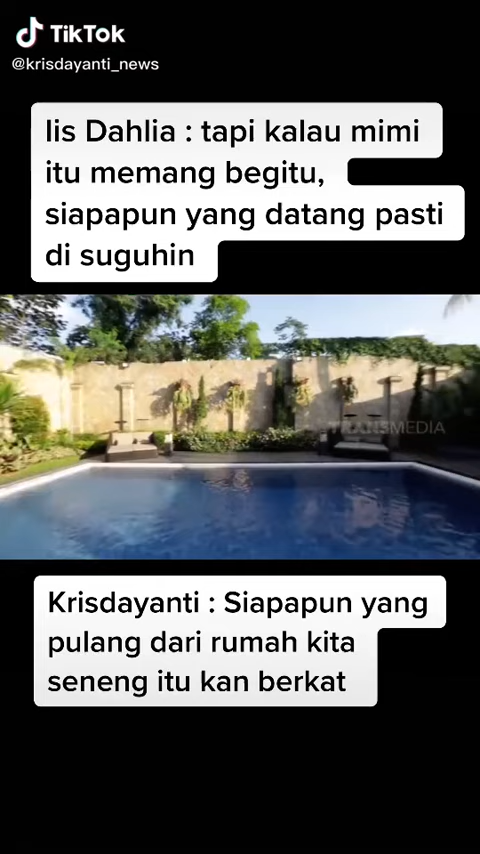 TikTok
@krisdayanti_news
Iis Dahlia : tapi kalau mimi
itu memang begitu,
siapapun yang datang pasti
di suguhin
TRANSMEDIA
Krisdayanti : Siapapun yang
pulang dari rumah kita
seneng itu kan berkat